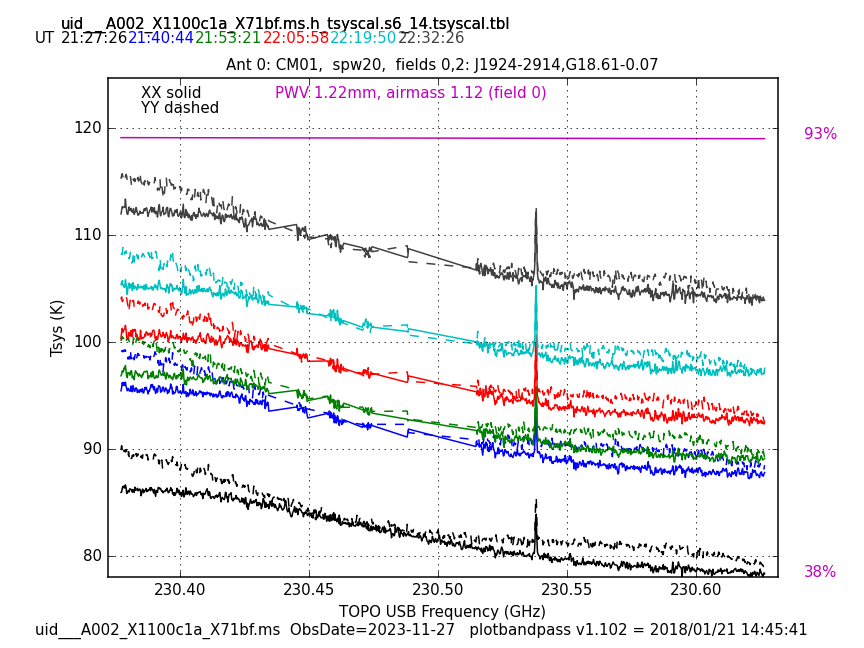 uid___A002_X1100c1a_X71bf.ms.h_tsyscal.s6_14.tsyscal.tbl
UT 21:27:26 21:40:44 21:53:21 22:05:58 22:19:50 22:32:26
Ant 0: CM01,  spw20,  fields 0,2: J1924-2914,G18.61-0.07
XX solid
PWV 1.22mm, airmass 1.12 (field 0)
YY dashed
120
93%
110
Tsys (K)
100
90
80
38%
230.40 230.45 230.50 230.55 230.60
TOPO USB Frequency (GHz)
uid___A002_X1100c1a_X71bf.ms  ObsDate=2023-11-27   plotbandpass v1.102 = 2018/01/21 14:45:41